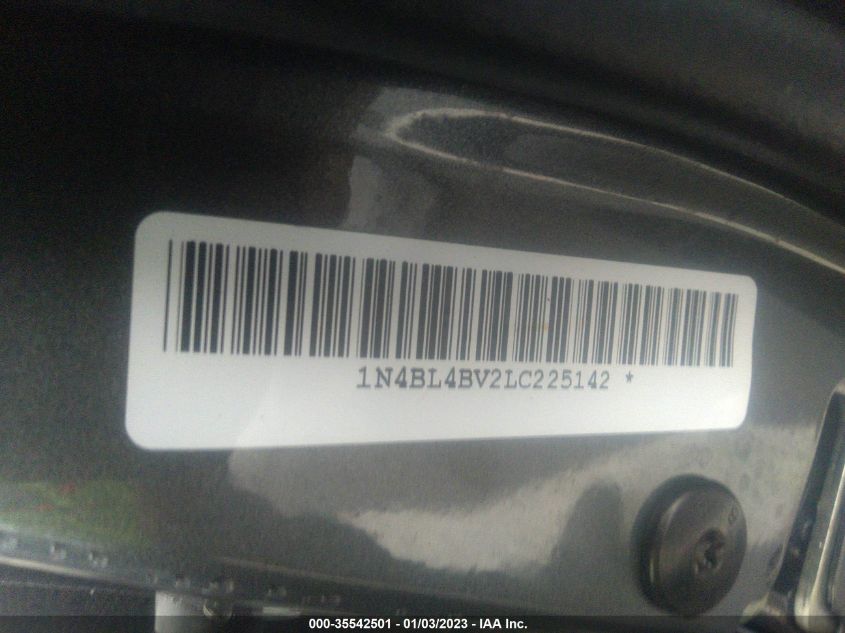 1N4BL4BV2LC225142 *
000-35542501 - 01/03/2023 - IAA Inc.